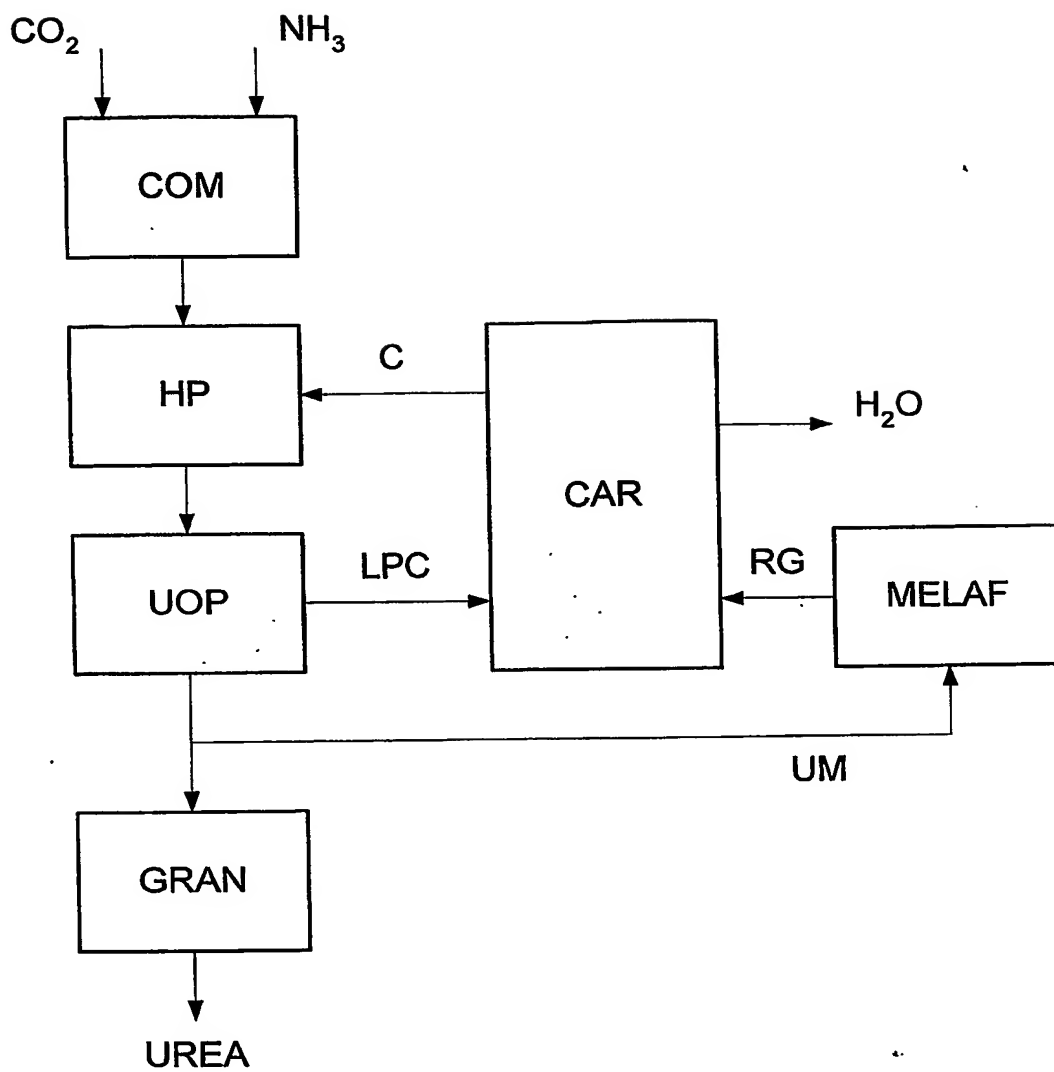 CO₂ NH₃
COM
HP
C
CAR
H₂O
UOP
LPC
RG
MELAF
UM
GRAN
UREA